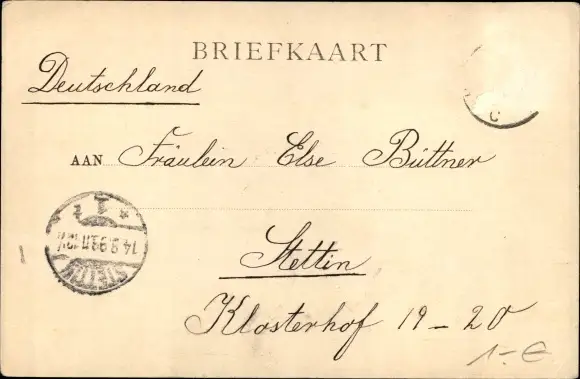 BRIEFKAART
Deutschland
AAN Fräulein Else Büttner
Stettin
Klosterhof 19 - 20
1.- €